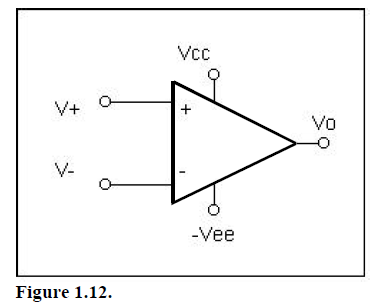 Vcc
V+
+
Vo
V-
-
-Vee
Figure 1.12.